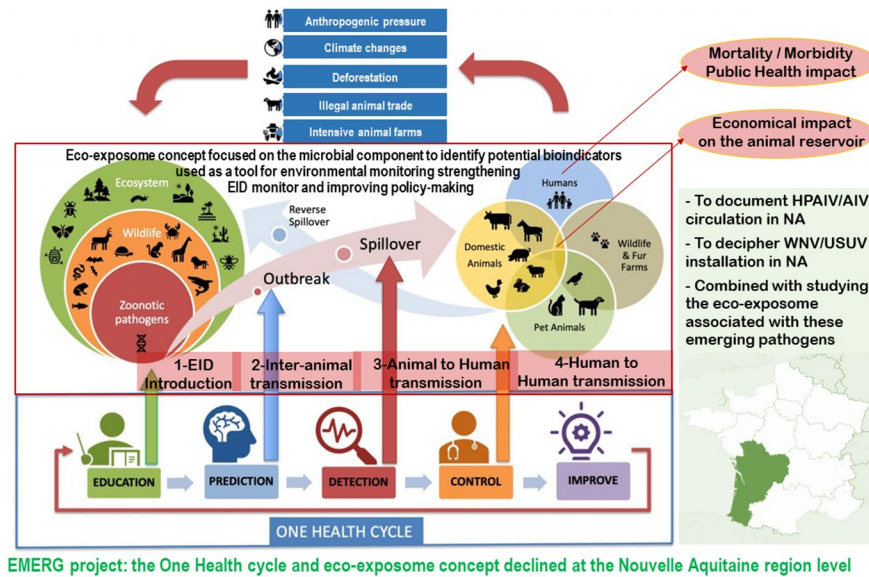 Anthropogenic pressure
Climate changes
Deforestation
Illegal animal trade
Intensive animal farms
Mortality / Morbidity
Public Health impact
Economical impact
on the animal reservoir
Eco-exposome concept focused on the microbial component to identify potential bioindicators
used as a tool for environmental monitoring strengthening
EID monitor and improving policy-making
Ecosystem
Wildlife
Zoonotic
pathogens
Reverse
Spillover
Spillover
Outbreak
Humans
Domestic
Animals
Wildlife
& Fur
Farms
Pet Animals
1-EID
Introduction
2-Inter-animal
transmission
3-Animal to Human
transmission
4-Human to
Human transmission
- To document HPAIV/AIV
circulation in NA
- To decipher WNV/USUV
installation in NA
- Combined with studying
the eco-exposome
associated with these
emerging pathogens
EDUCATION
PREDICTION
DETECTION
CONTROL
IMPROVE
ONE HEALTH CYCLE
EMERG project: the One Health cycle and eco-exposome concept declined at the Nouvelle Aquitaine region level